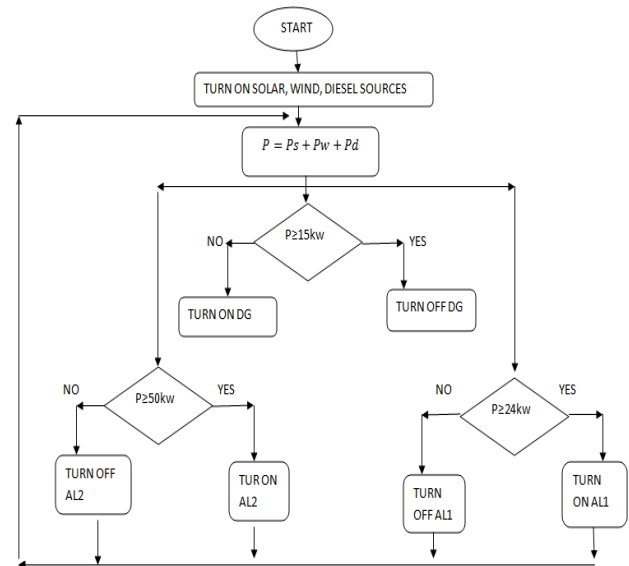 START
TURN ON SOLAR, WIND, DIESEL SOURCES
P = Ps + Pw + Pd
P≥15kw
NO
YES
TURN ON DG
TURN OFF DG
P≥50kw
NO
YES
P≥24kw
NO
YES
TURN OFF
AL2
TUR ON
AL2
TURN
OFF AL1
TURN
ON AL1